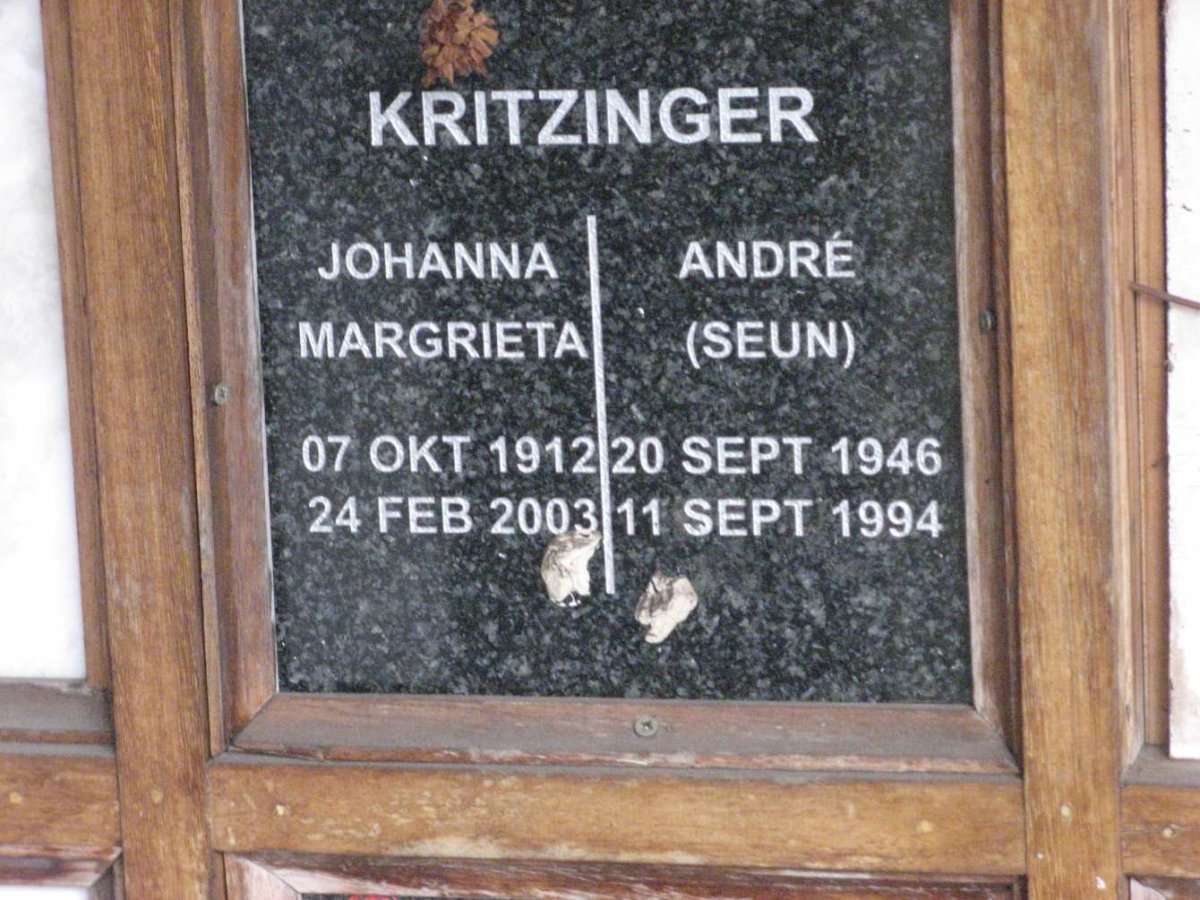 KRITZINGER
JOHANNA
MARGRIETA
07 OKT 1912
24 FEB 2003
ANDRÉ
(SEUN)
20 SEPT 1946
11 SEPT 1994